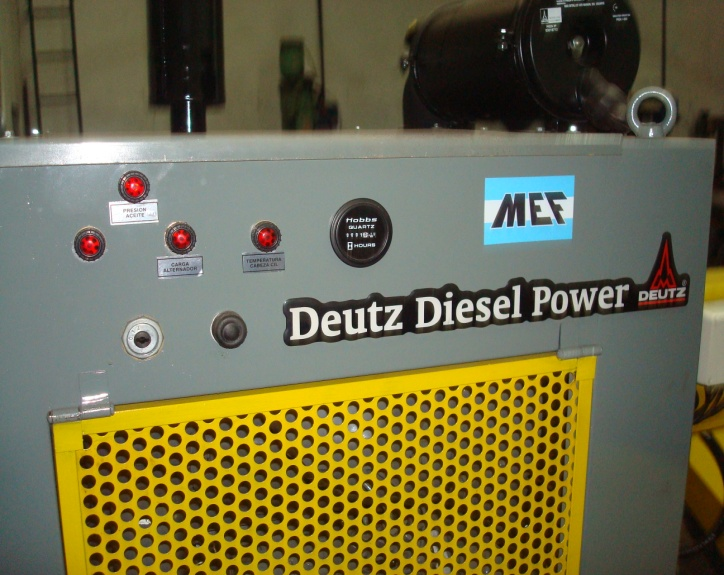 PRESION
ACEITE
CARGA
ALTERNADOR
TEMPERATURA
CABEZA CIL
Hobbs
QUARTZ
HOURS
MEF
Deutz Diesel Power
DEUTZ
®